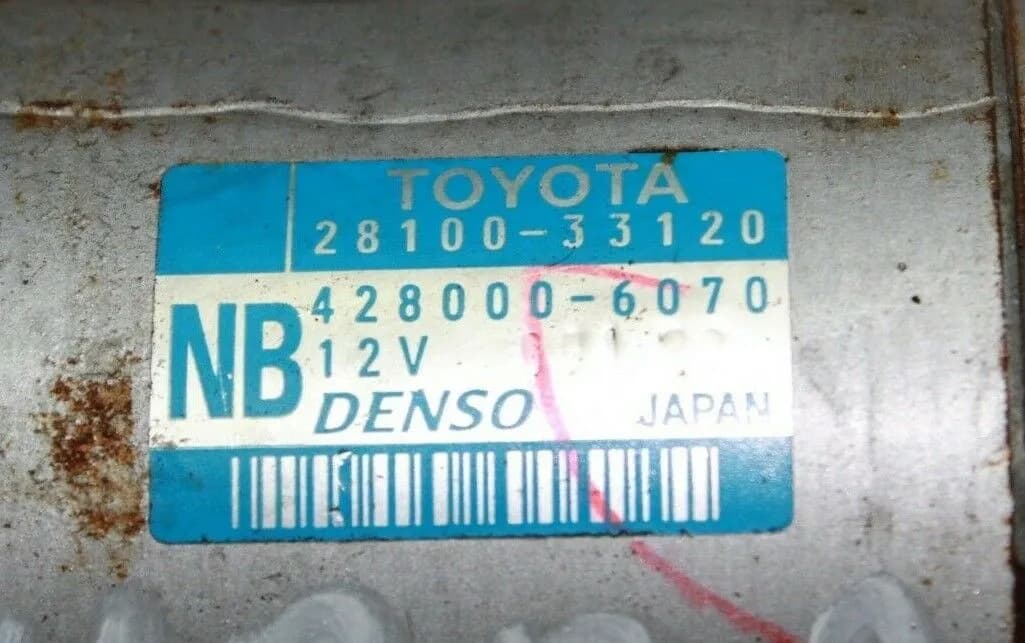 TOYOTA
28100-33120
NB
428000-6070
12V
DENSO JAPAN